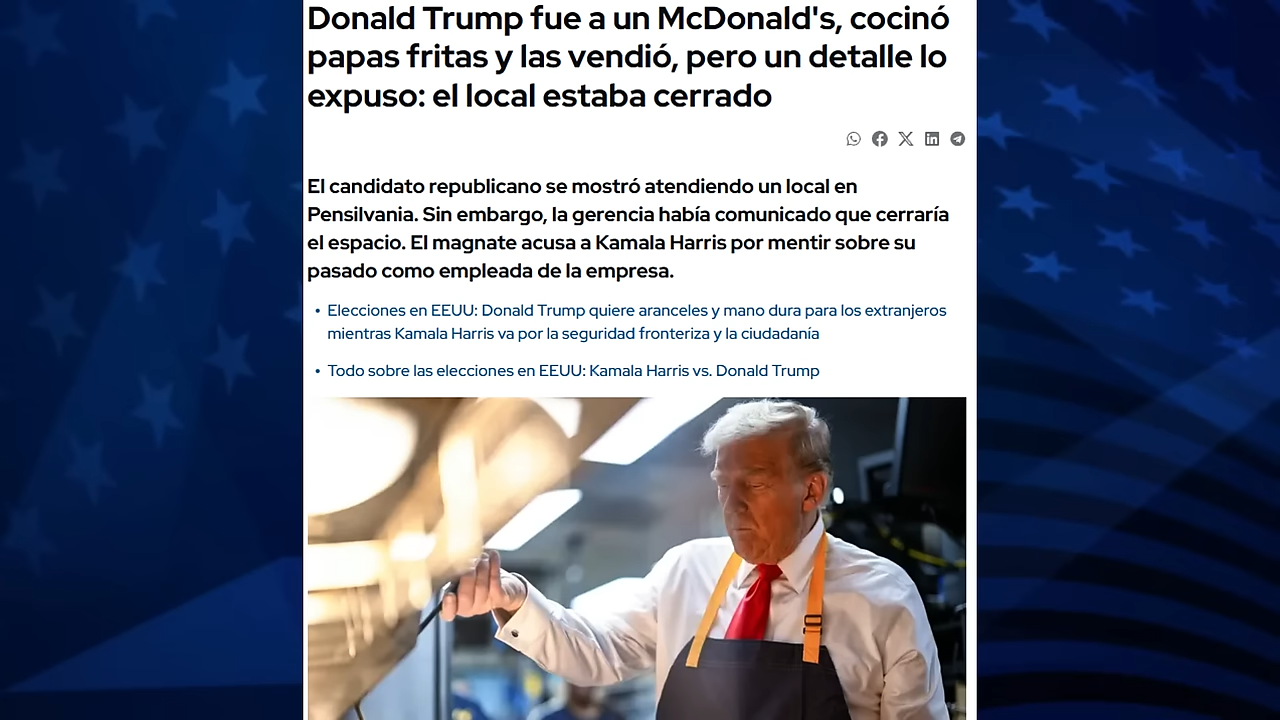 Donald Trump fue a un McDonald's, cocinó
papas fritas y las vendió, pero un detalle lo
expuso: el local estaba cerrado
El candidato republicano se mostró atendiendo un local en
Pensilvania. Sin embargo, la gerencia había comunicado que cerraría
el espacio. El magnate acusa a Kamala Harris por mentir sobre su
pasado como empleada de la empresa.
• Elecciones en EEUU: Donald Trump quiere aranceles y mano dura para los extranjeros
mientras Kamala Harris va por la seguridad fronteriza y la ciudadanía
• Todo sobre las elecciones en EEUU: Kamala Harris vs. Donald Trump